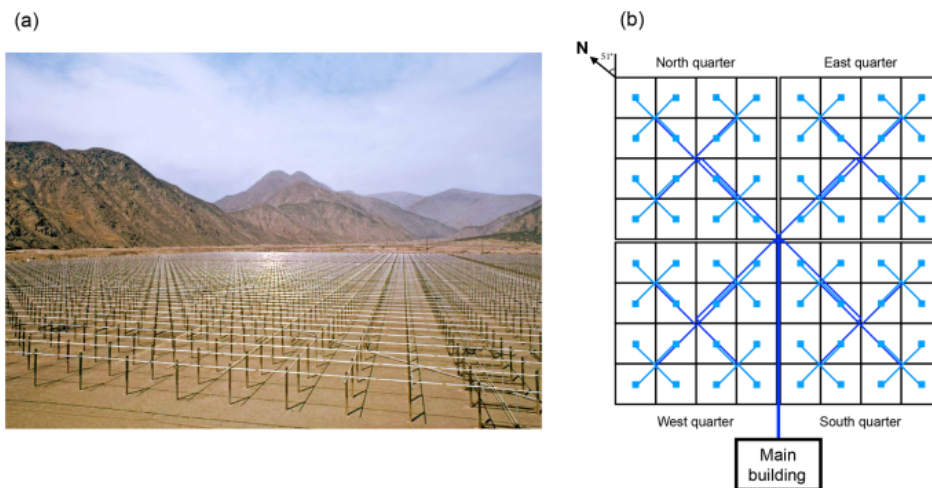 (a)
(b)
N
51°
North quarter
East quarter
West quarter
South quarter
Main
building